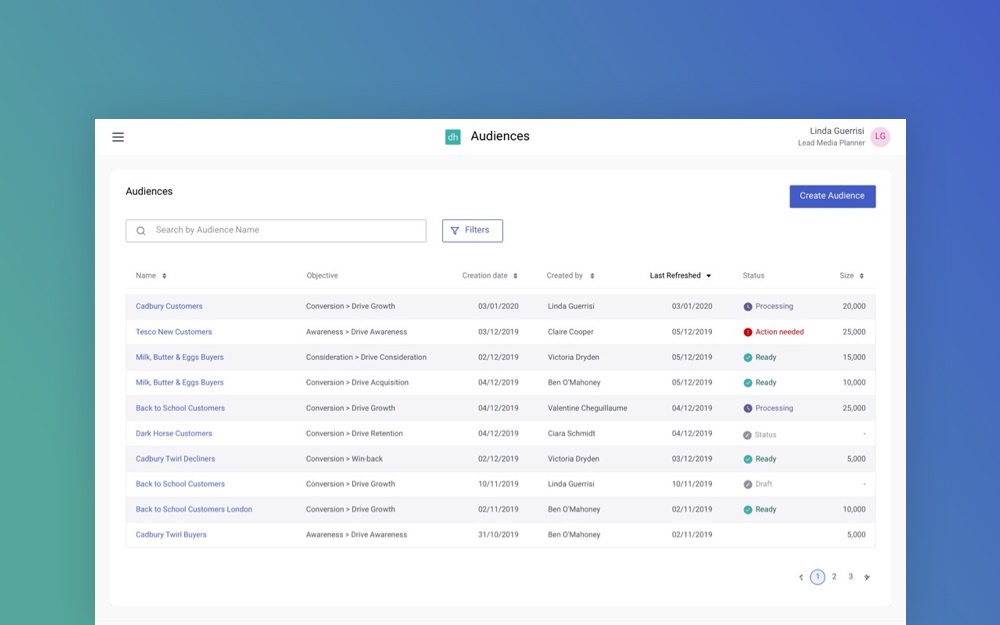 dh Audiences
Linda Guerrisi
Lead Media Planner
LG
Audiences
Create Audience
Search by Audience Name
Filters
Name Objective Creation date Created by Last Refreshed Status Size
Cadbury Customers Conversion > Drive Growth 03/01/2020 Linda Guerrisi 03/01/2020 Processing 20,000
Tesco New Customers Awareness > Drive Awareness 03/12/2019 Claire Cooper 05/12/2019 Action needed 25,000
Milk, Butter & Eggs Buyers Consideration > Drive Consideration 02/12/2019 Victoria Dryden 05/12/2019 Ready 15,000
Milk, Butter & Eggs Buyers Conversion > Drive Acquisition 04/12/2019 Ben O'Mahoney 05/12/2019 Ready 10,000
Back to School Customers Conversion > Drive Growth 04/12/2019 Valentine Cheguillaume 04/12/2019 Processing 25,000
Dark Horse Customers Conversion > Drive Retention 04/12/2019 Ciara Schmidt 04/12/2019 Status -
Cadbury Twirl Decliners Conversion > Win-back 02/12/2019 Victoria Dryden 03/12/2019 Ready 5,000
Back to School Customers Conversion > Drive Growth 10/11/2019 Linda Guerrisi 10/11/2019 Draft -
Back to School Customers London Conversion > Drive Growth 02/11/2019 Ben O'Mahoney 02/11/2019 Ready 10,000
Cadbury Twirl Buyers Awareness > Drive Awareness 31/10/2019 Ben O'Mahoney 02/11/2019 5,000
1 2 3